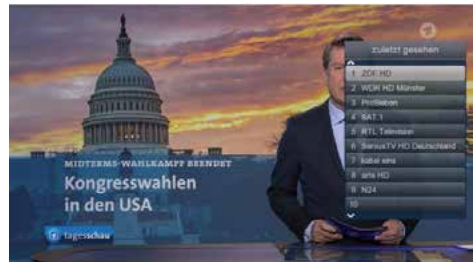 zuletzt gesehen
1 ZDF HD
2 WDR HD Münster
3 ProSieben
4 SAT.1
5 RTL Television
6 ServusTV HD Deutschland
7 kabel eins
8 arte HD
9 N24
10
MIDTERMS-WAHLKAMPF BEENDET
Kongresswahlen
in den USA
tagesschau